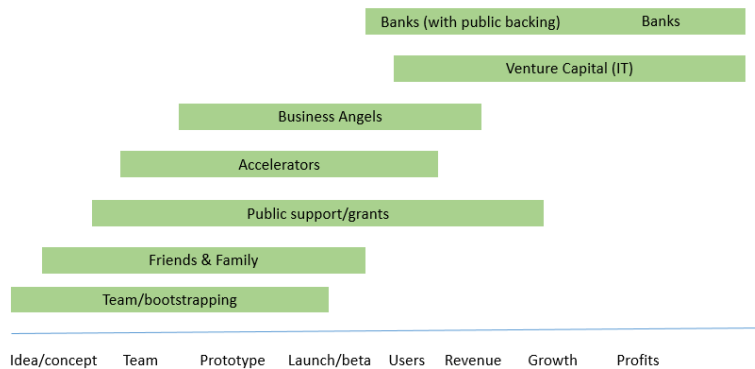 Banks (with public backing) Banks
Venture Capital (IT)
Business Angels
Accelerators
Public support/grants
Friends & Family
Team/bootstrapping
Idea/concept Team Prototype Launch/beta Users Revenue Growth Profits